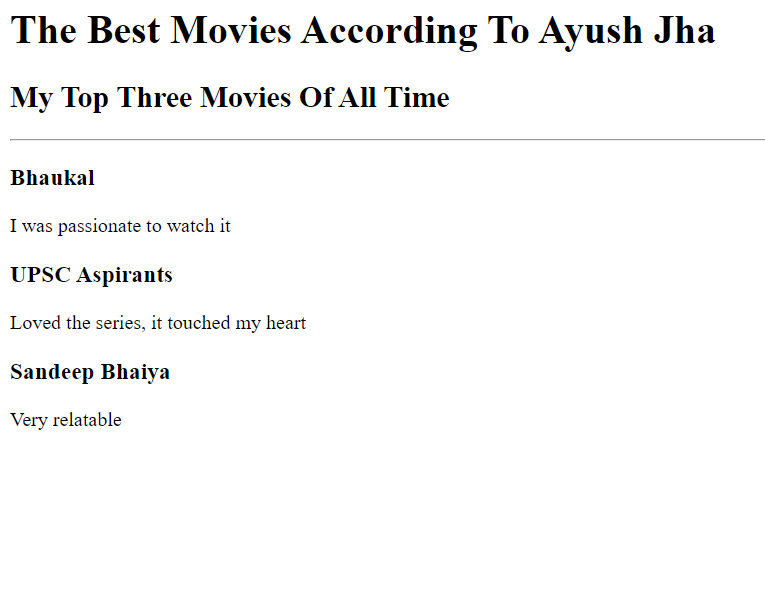 The Best Movies According To Ayush Jha
My Top Three Movies Of All Time
Bhaukal
I was passionate to watch it
UPSC Aspirants
Loved the series, it touched my heart
Sandeep Bhaiya
Very relatable